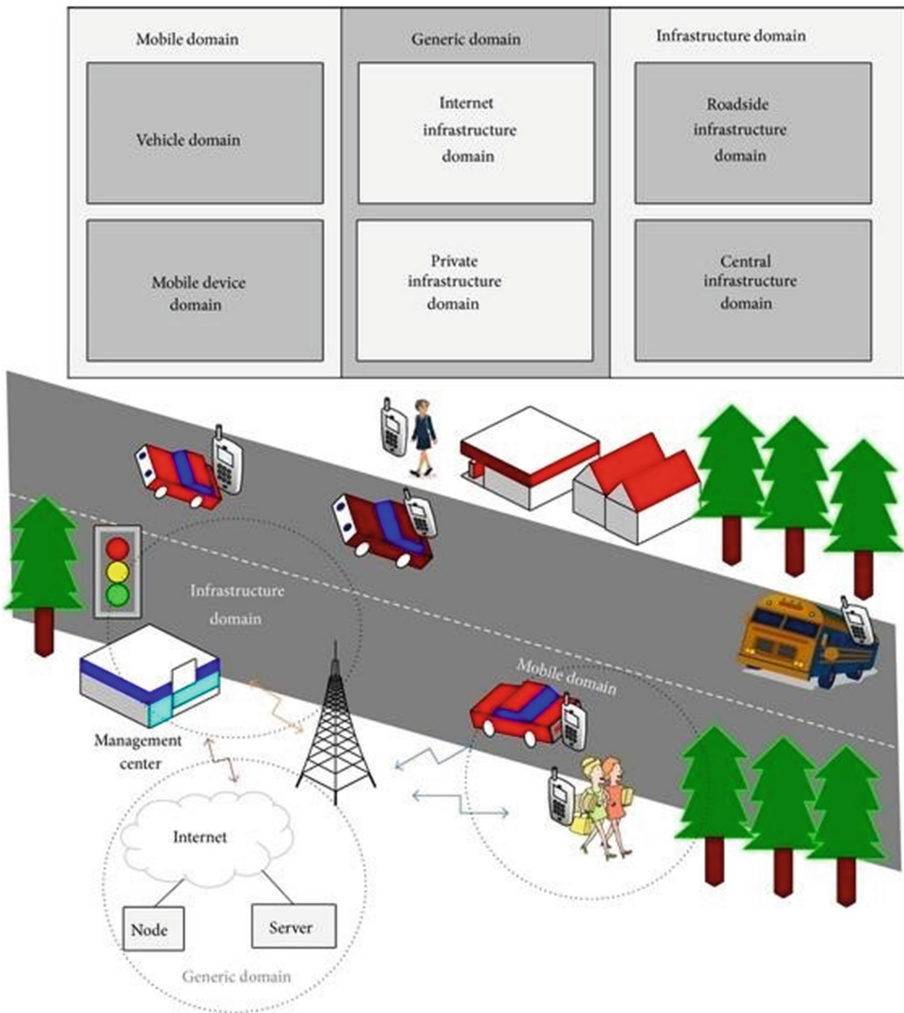 Mobile domain
Generic domain
Infrastructure domain
Vehicle domain
Internet
infrastructure
domain
Roadside
infrastructure
domain
Mobile device
domain
Private
infrastructure
domain
Central
infrastructure
domain
Infrastructure
domain
Mobile domain
Management
center
Internet
Node
Server
Generic domain